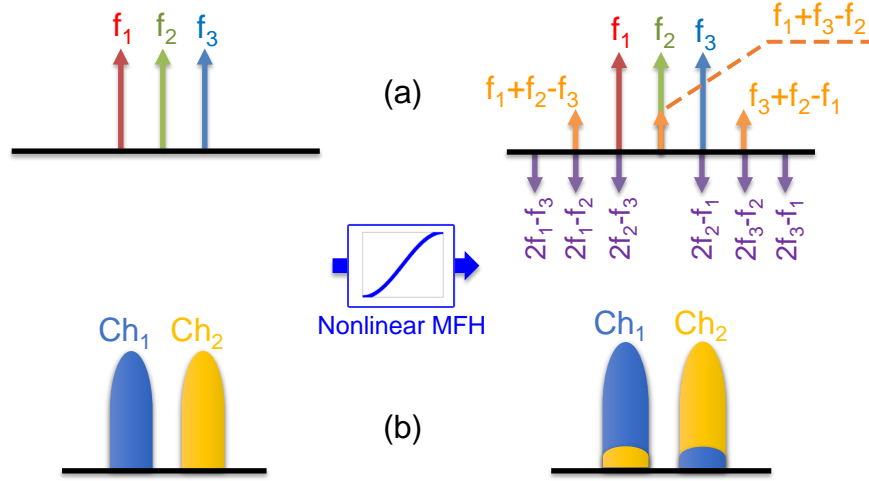 f₁ f₂ f₃
f₁ f₂ f₃
f₁+f₃-f₂
f₁+f₂-f₃
f₃+f₂-f₁
(a)
2f₁-f₃
2f₁-f₂
2f₂-f₃
2f₂-f₁
2f₃-f₂
2f₃-f₁
Nonlinear MFH
Ch₁ Ch₂
Ch₁ Ch₂
(b)